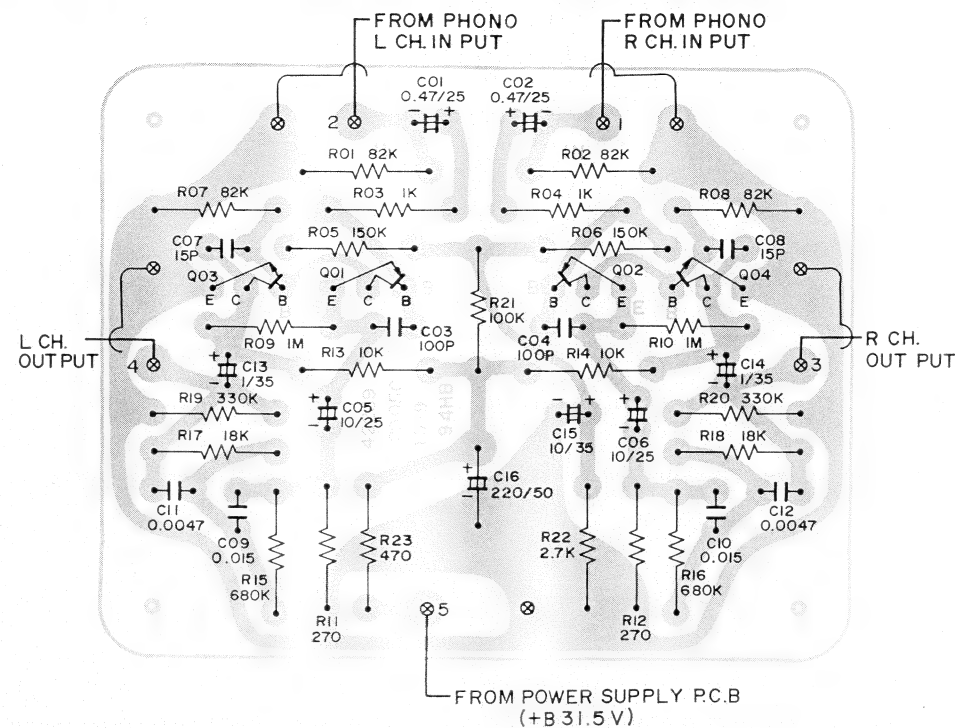 FROM PHONO
L CH. IN PUT
FROM PHONO
R CH. IN PUT
C01
0.47/25
- +
C02
0.47/25
- +
2
1
R01 82K
R02 82K
R07 82K
R03 1K
R04 1K
R08 82K
R05 150K
R06 150K
C07
15P
C08
15P
Q03
Q01
Q02
Q04
E C B
E C B
B C E
B C E
R21
100K
R09 1M
C03
100P
C04
100P
R10 1M
L CH.
OUT PUT
R CH.
OUT PUT
4
3
R13 10K
R14 10K
+
-
C13
1/35
+
-
C14
1/35
R19 330K
R20 330K
+
-
C05
10/25
- +
C15
10/35
+
-
C06
10/25
R17 18K
R18 18K
+
-
C16
220/50
C11
0.0047
C12
0.0047
C09
0.015
C10
0.015
R23
470
R22
2.7K
R15
680K
R16
680K
R11
270
R12
270
5
FROM POWER SUPPLY P.C.B
(+B 31.5V)